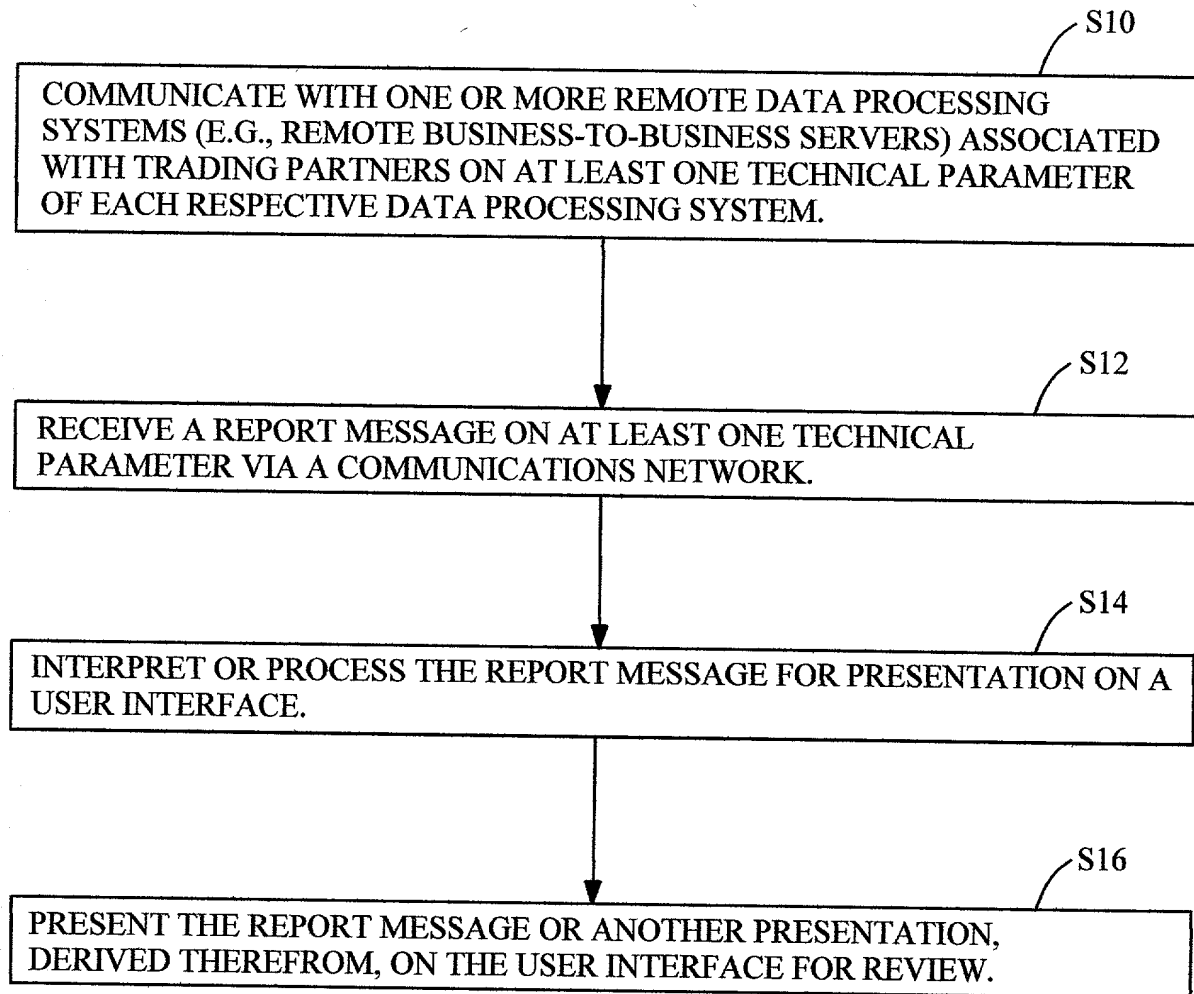 S10
COMMUNICATE WITH ONE OR MORE REMOTE DATA PROCESSING
SYSTEMS (E.G., REMOTE BUSINESS-TO-BUSINESS SERVERS) ASSOCIATED
WITH TRADING PARTNERS ON AT LEAST ONE TECHNICAL PARAMETER
OF EACH RESPECTIVE DATA PROCESSING SYSTEM.
S12
RECEIVE A REPORT MESSAGE ON AT LEAST ONE TECHNICAL
PARAMETER VIA A COMMUNICATIONS NETWORK.
S14
INTERPRET OR PROCESS THE REPORT MESSAGE FOR PRESENTATION ON A
USER INTERFACE.
S16
PRESENT THE REPORT MESSAGE OR ANOTHER PRESENTATION,
DERIVED THEREFROM, ON THE USER INTERFACE FOR REVIEW.